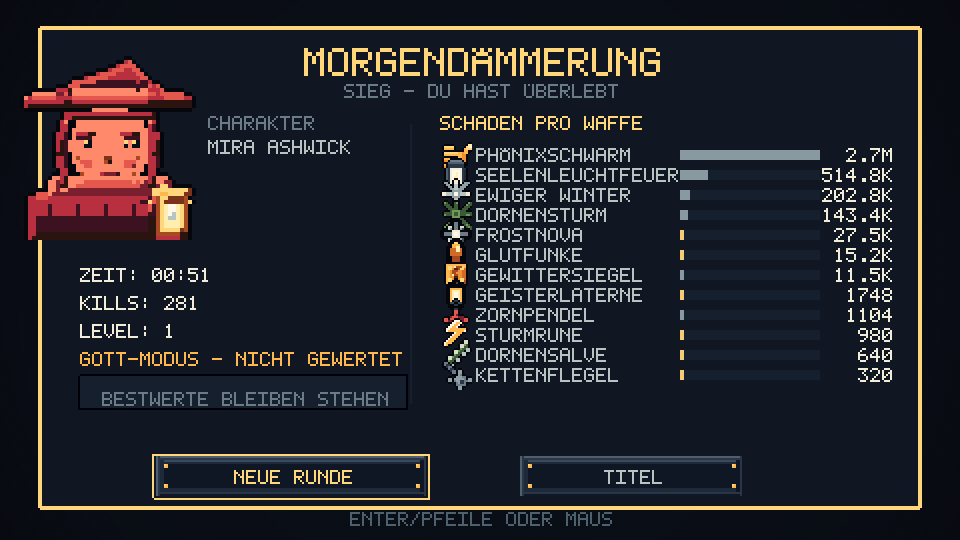 MORGENDÄMMERUNG
SIEG - DU HAST ÜBERLEBT
CHARAKTER
MIRA ASHWICK
ZEIT: 00:51
KILLS: 281
LEVEL: 1
GOTT-MODUS - NICHT GEWERTET
BESTWERTE BLEIBEN STEHEN
SCHADEN PRO WAFFE
PHÖNIXSCHWARM 2.7M
SEELENLEUCHTFEUER 514.8K
EWIGER WINTER 202.8K
DORNENSTURM 143.4K
FROSTNOVA 27.5K
GLUTFUNKE 15.2K
GEWITTERSIEGEL 11.5K
GEISTERLATERNE 1748
ZORNPENDEL 1104
STURMRUNE 980
DORNENSALVE 640
KETTENFLEGEL 320
NEUE RUNDE
TITEL
ENTER/PFEILE ODER MAUS